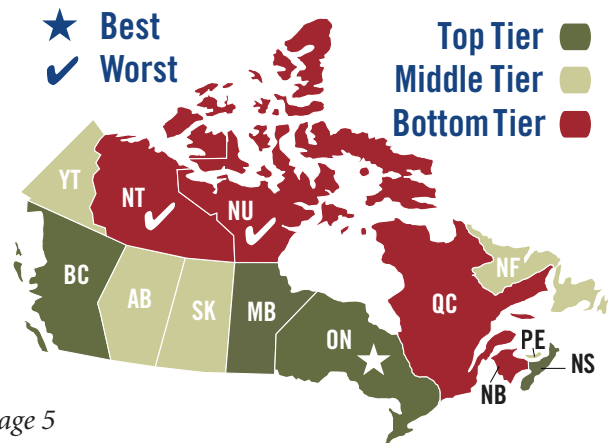 Best
Worst
Top Tier
Middle Tier
Bottom Tier
YT
NT
NU
BC
AB
SK
MB
ON
QC
NF
PE
NS
NB
age 5